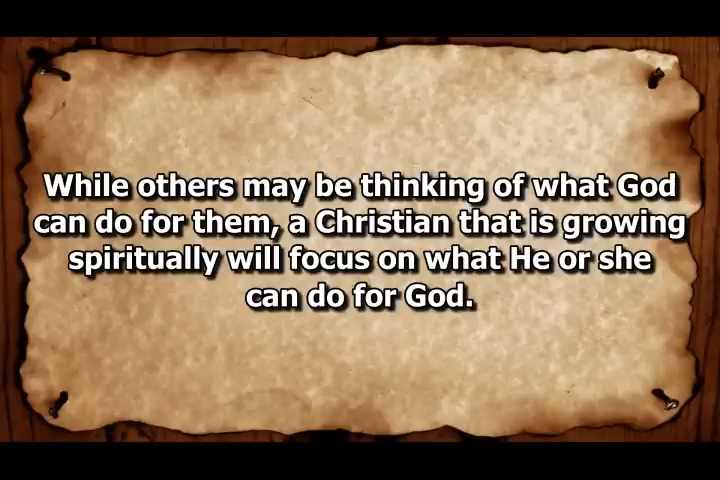 While others may be thinking of what God
can do for them, a Christian that is growing
spiritually will focus on what He or she
can do for God.